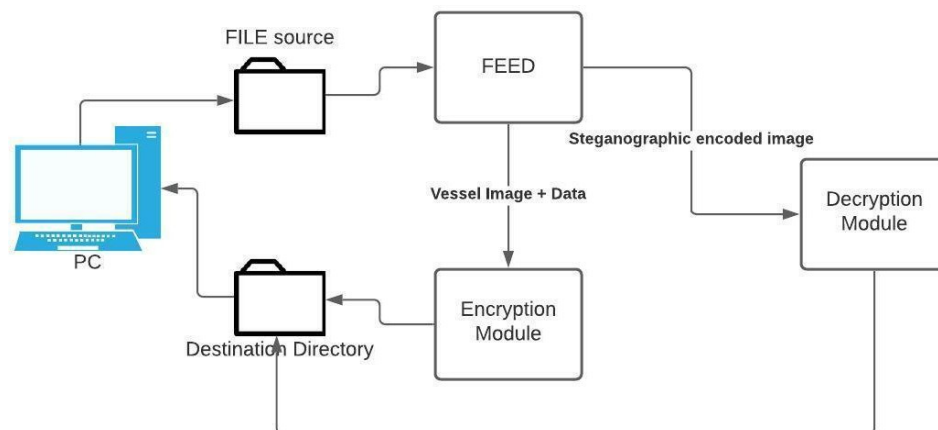 FILE source
FEED
Steganographic encoded image
Vessel Image + Data
Decryption
Module
PC
Encryption
Module
Destination Directory